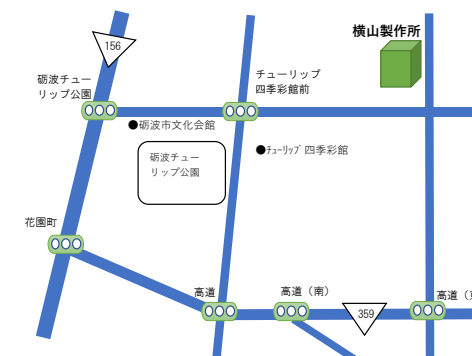 156
横山製作所
砺波チュー
リップ公園
チューリップ
四季彩館前
●砺波市文化会館
●ﾁｭｰﾘｯﾌﾟ四季彩館
砺波チュー
リップ公園
花園町
高道
高道（南）
359
高道（